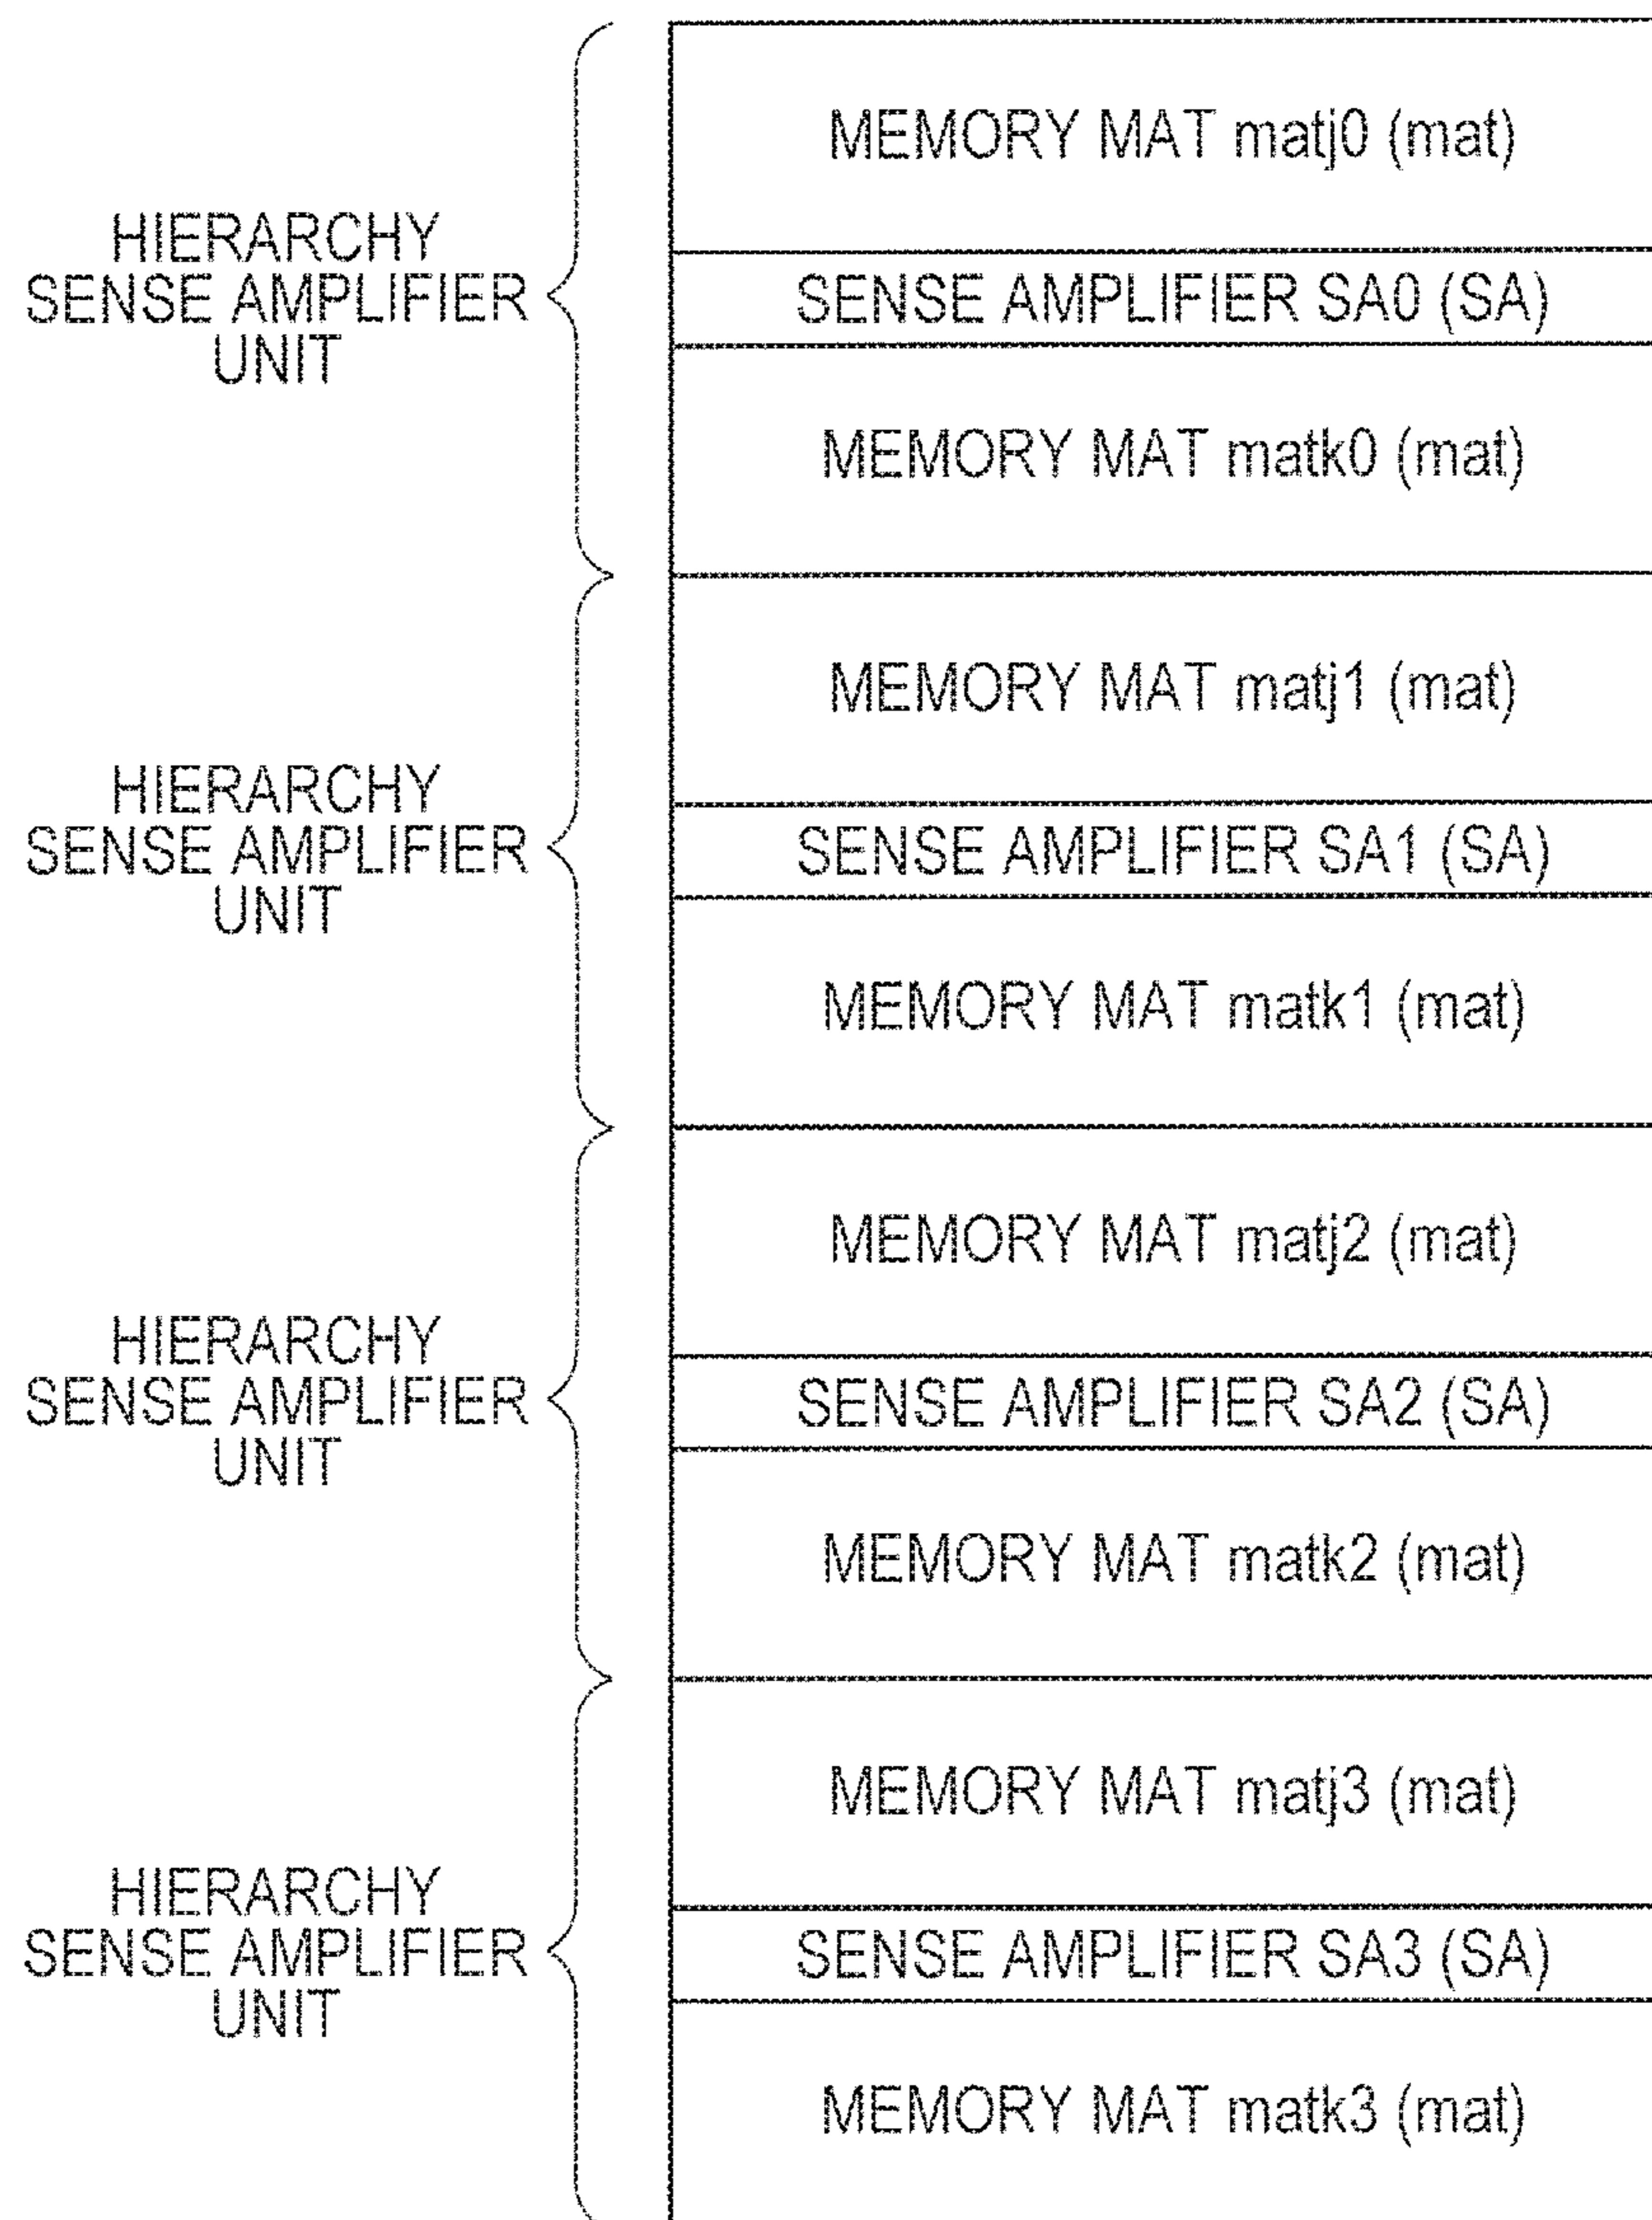 MEMORY MAT matj0 (mat)
HIERARCHY
SENSE AMPLIFIER
UNIT
SENSE AMPLIFIER SA0 (SA)
MEMORY MAT matk0 (mat)
MEMORY MAT matj1 (mat)
HIERARCHY
SENSE AMPLIFIER
UNIT
SENSE AMPLIFIER SA1 (SA)
MEMORY MAT matk1 (mat)
MEMORY MAT matj2 (mat)
HIERARCHY
SENSE AMPLIFIER
UNIT
SENSE AMPLIFIER SA2 (SA)
MEMORY MAT matk2 (mat)
MEMORY MAT matj3 (mat)
HIERARCHY
SENSE AMPLIFIER
UNIT
SENSE AMPLIFIER SA3 (SA)
MEMORY MAT matk3 (mat)